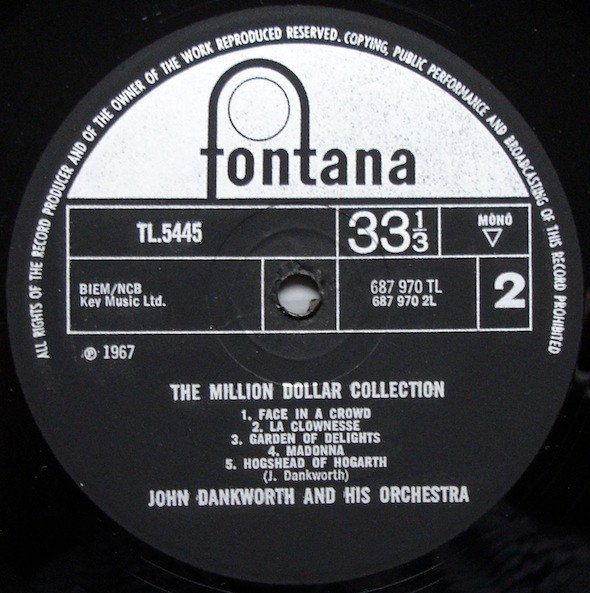 ALL RIGHTS OF THE RECORD PRODUCER AND OF THE OWNER OF THE WORK REPRODUCED RESERVED. COPYING, PUBLIC PERFORMANCE AND BROADCASTING OF THIS RECORD PROHIBITED
fontana
TL.5445
33⅓
MONO
BIEM/NCB
Key Music Ltd.
687 970 TL
687 970 2L
2
℗ 1967
THE MILLION DOLLAR COLLECTION
1. FACE IN A CROWD
2. LA CLOWNESSE
3. GARDEN OF DELIGHTS
4. MADONNA
5. HOGSHEAD OF HOGARTH
(J. Dankworth)
JOHN DANKWORTH AND HIS ORCHESTRA